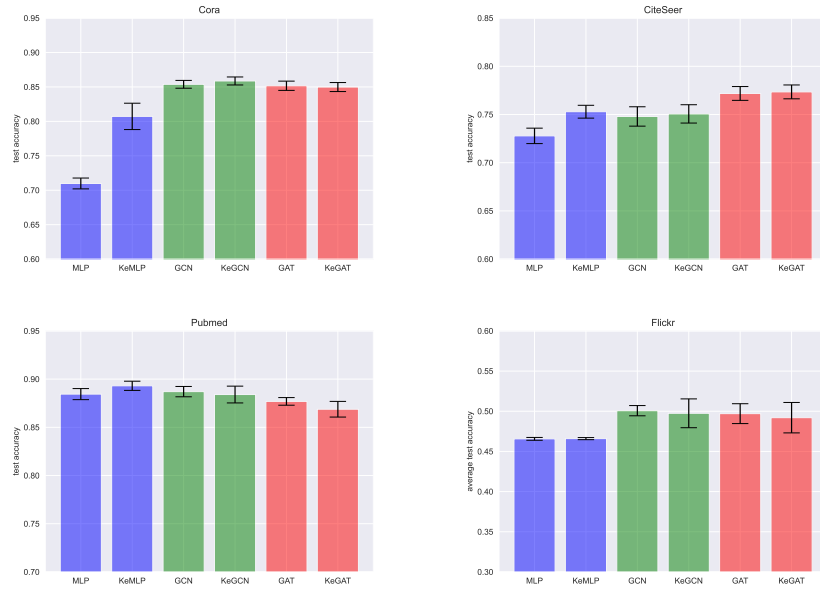 Cora
0.95
0.90
0.85
0.80
0.75
0.70
0.65
0.60
test accuracy
MLP KeMLP GCN KeGCN GAT KeGAT
CiteSeer
0.85
0.80
0.75
0.70
0.65
0.60
test accuracy
MLP KeMLP GCN KeGCN GAT KeGAT
Pubmed
0.95
0.90
0.85
0.80
0.75
0.70
test accuracy
MLP KeMLP GCN KeGCN GAT KeGAT
Flickr
0.60
0.55
0.50
0.45
0.40
0.35
0.30
average test accuracy
MLP KeMLP GCN KeGCN GAT KeGAT